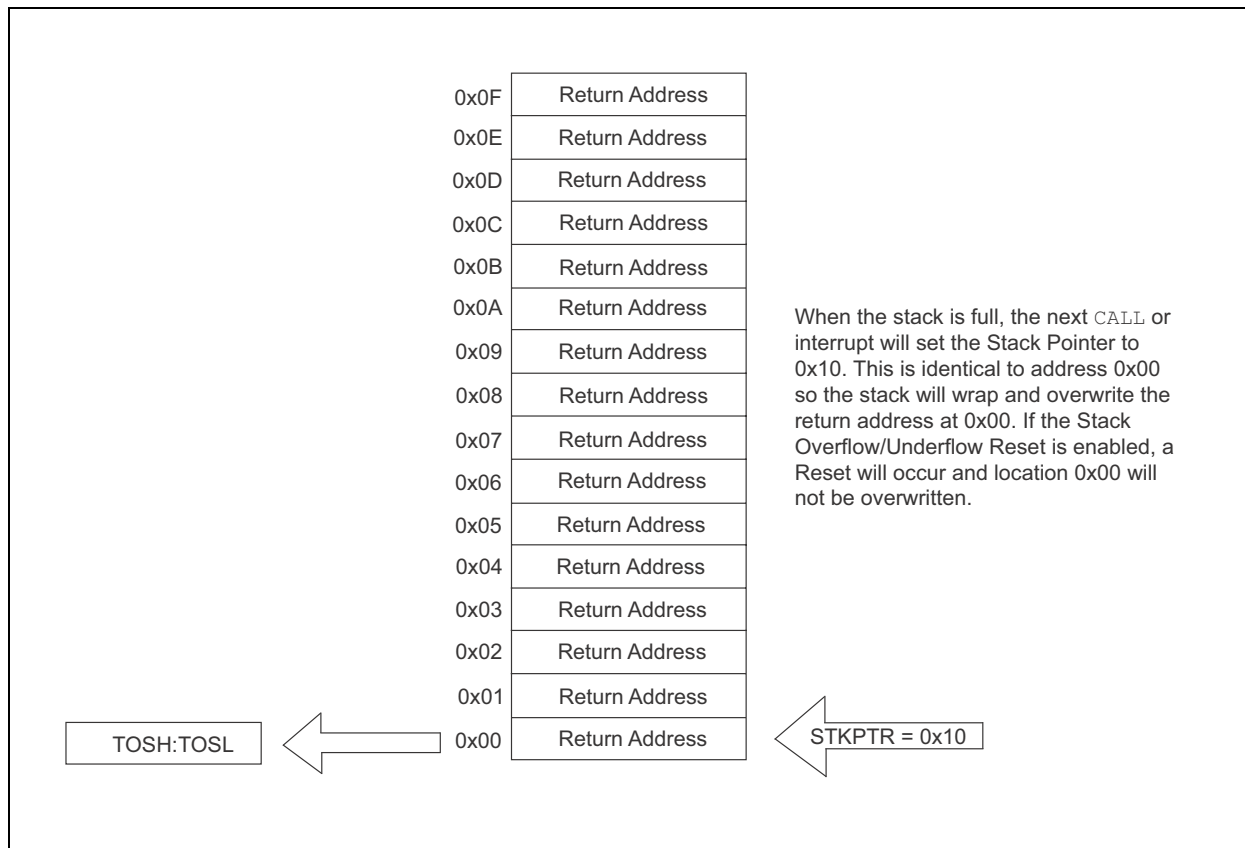 0x0F Return Address
0x0E Return Address
0x0D Return Address
0x0C Return Address
0x0B Return Address
0x0A Return Address
0x09 Return Address
0x08 Return Address
0x07 Return Address
0x06 Return Address
0x05 Return Address
0x04 Return Address
0x03 Return Address
0x02 Return Address
0x01 Return Address
TOSH:TOSL 0x00 Return Address STKPTR = 0x10
When the stack is full, the next CALL or
interrupt will set the Stack Pointer to
0x10. This is identical to address 0x00
so the stack will wrap and overwrite the
return address at 0x00. If the Stack
Overflow/Underflow Reset is enabled, a
Reset will occur and location 0x00 will
not be overwritten.